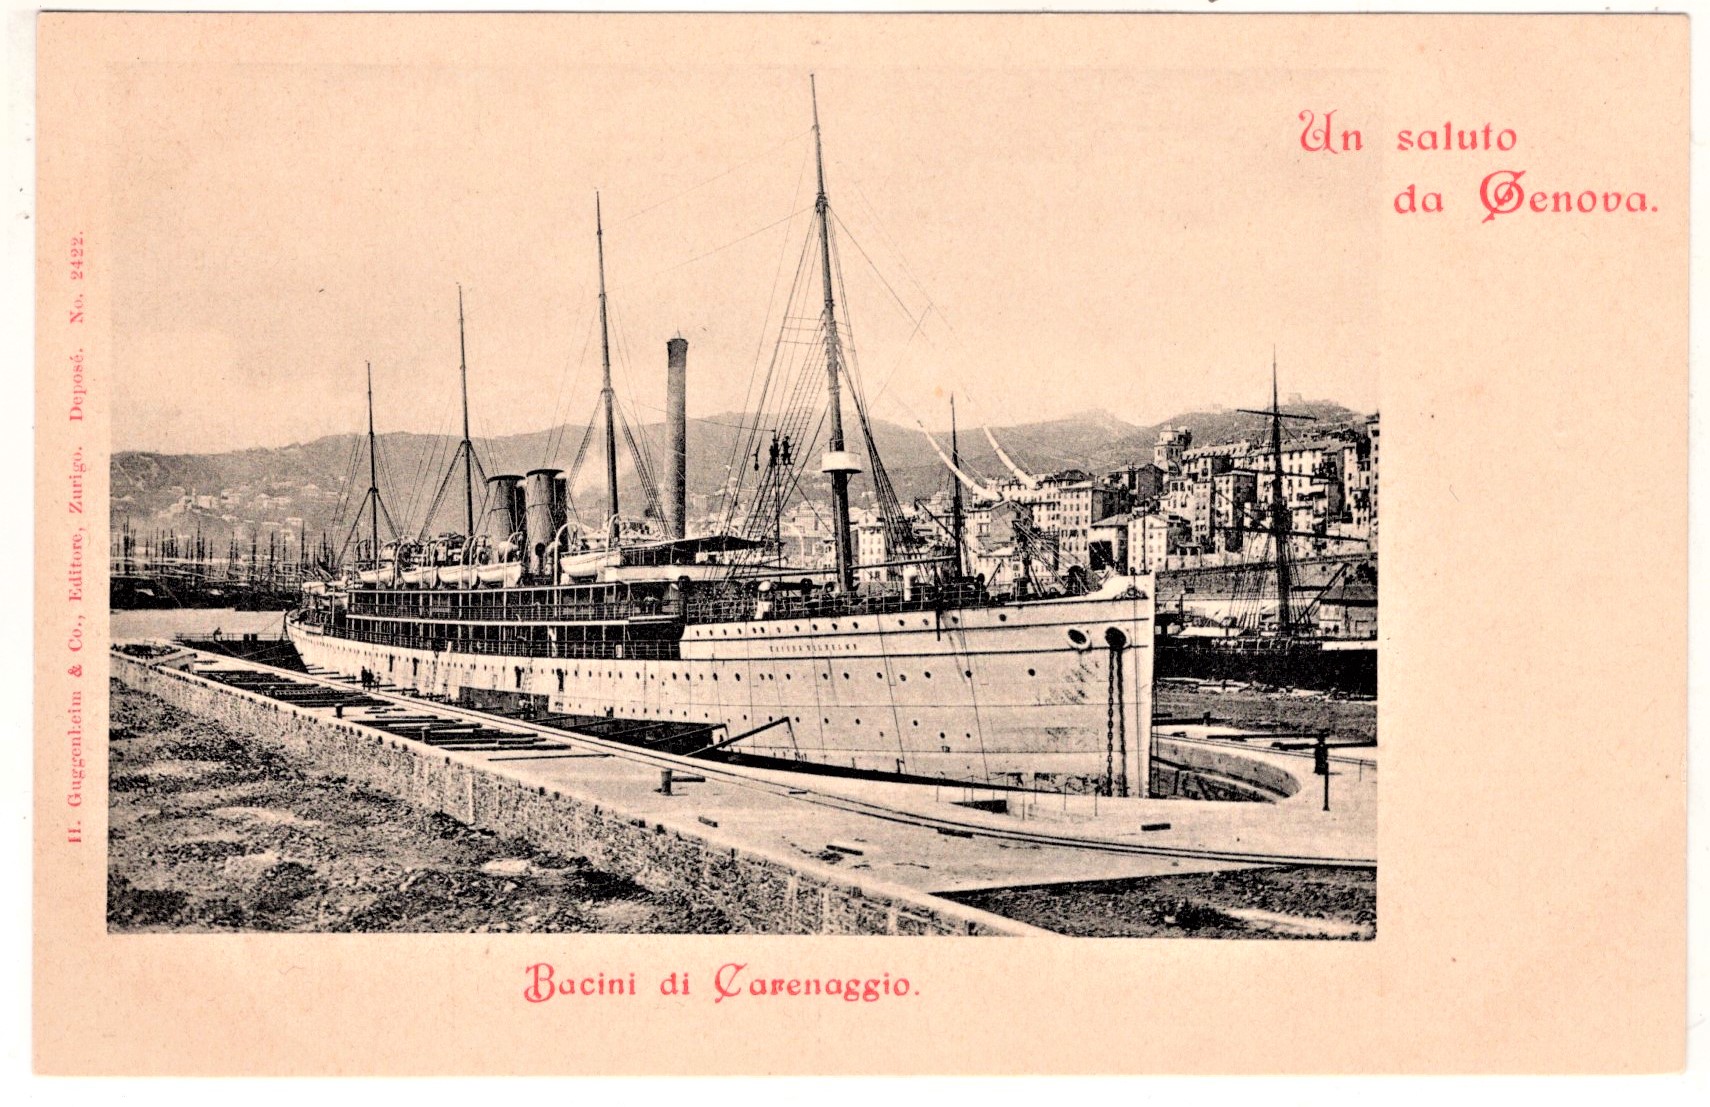 Un saluto
da Genova.
H. Guggenheim & Co., Editore, Zurigo. Deposé. No. 2422.
Bacini di Carenaggio.